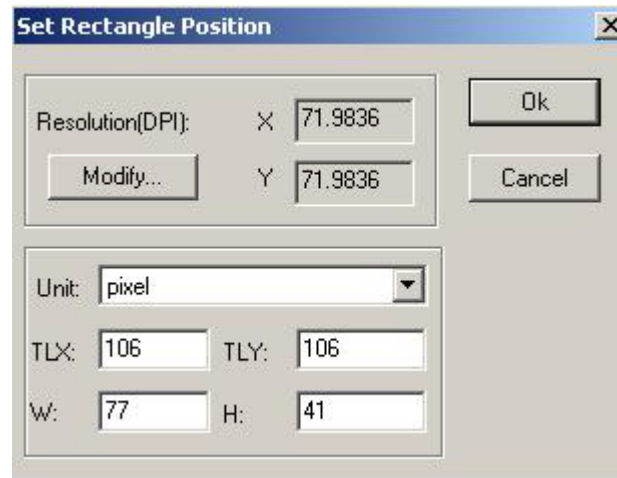 Set Rectangle Position
Resolution(DPI): X 71.9836
Ok
Modify... Y 71.9836
Cancel
Unit: pixel
TLX: 106 TLY: 106
W: 77 H: 41